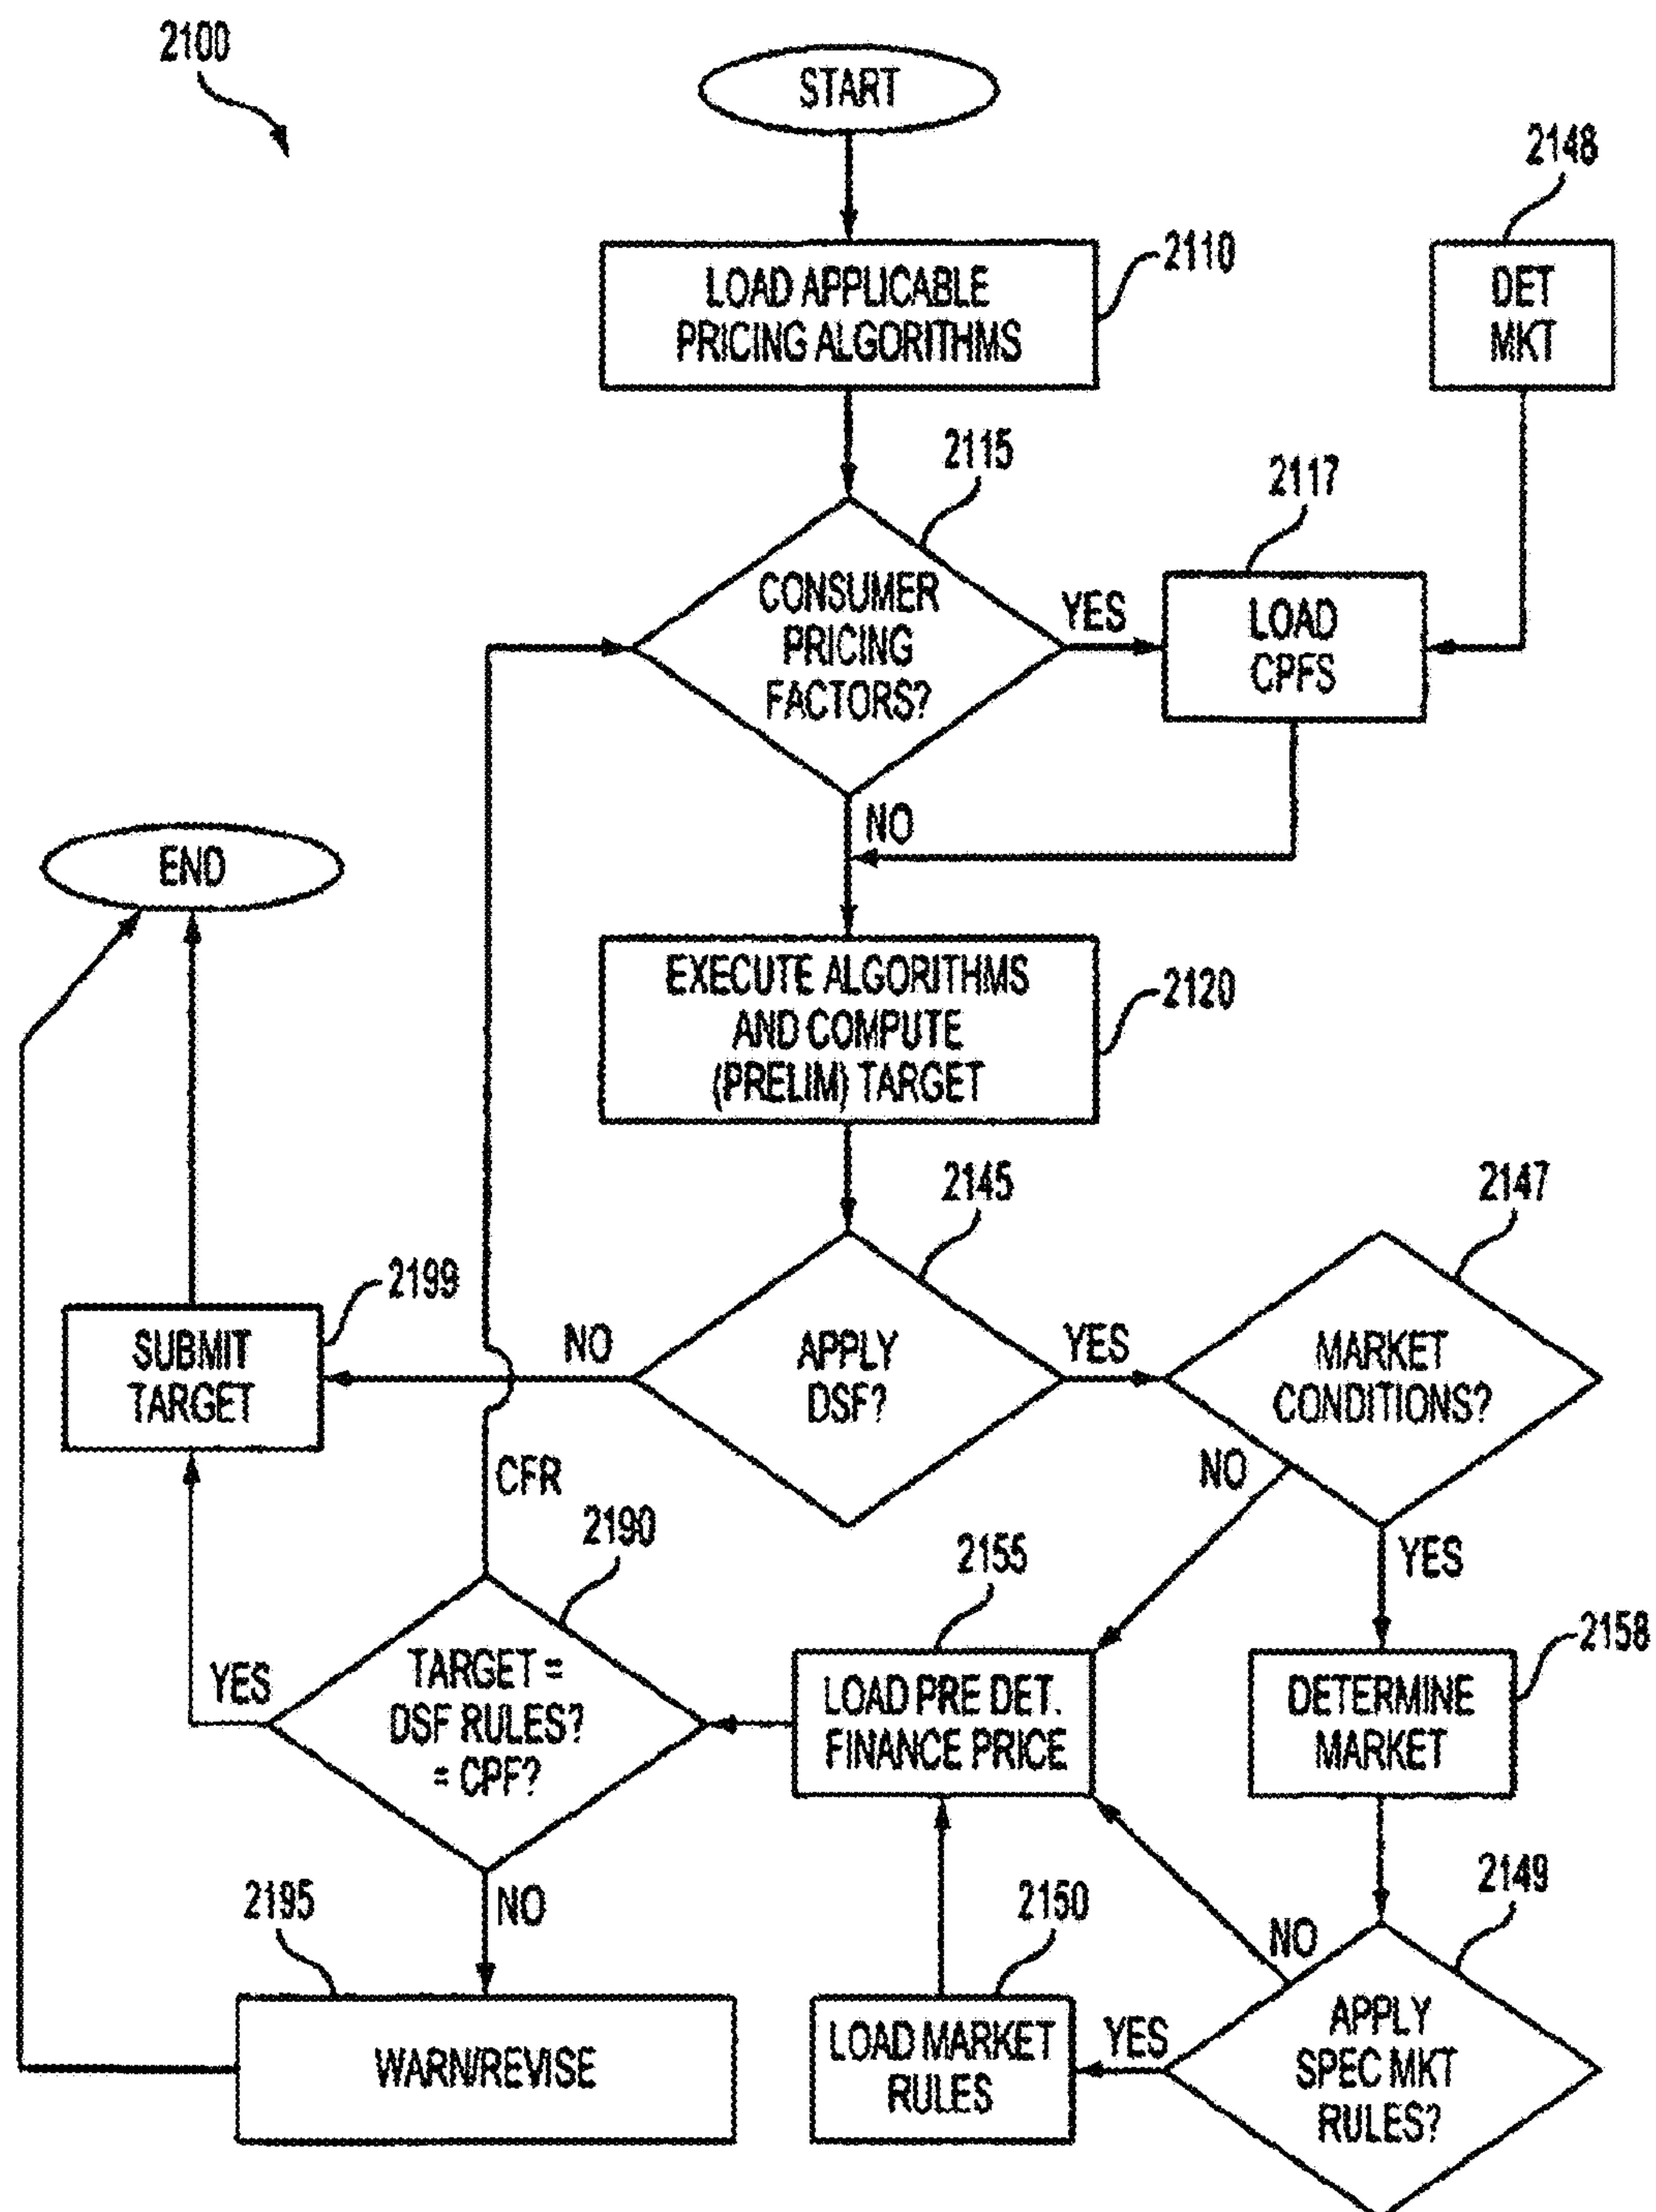 2100
START
2148
LOAD APPLICABLE
PRICING ALGORITHMS
2110
DET
MKT
2115
2117
CONSUMER
PRICING
FACTORS?
YES
LOAD
CPFS
NO
END
EXECUTE ALGORITHMS
AND COMPUTE
(PRELIM) TARGET
2120
2145
2147
2199
SUBMIT
TARGET
NO
APPLY
DSF?
YES
MARKET
CONDITIONS?
NO
CFR
2190
2155
YES
2158
YES
TARGET =
DSF RULES?
= CPF?
LOAD PRE DET.
FINANCE PRICE
DETERMINE
MARKET
2195
NO
2150
NO
2149
WARN/REVISE
LOAD MARKET
RULES
YES
APPLY
SPEC MKT
RULES?